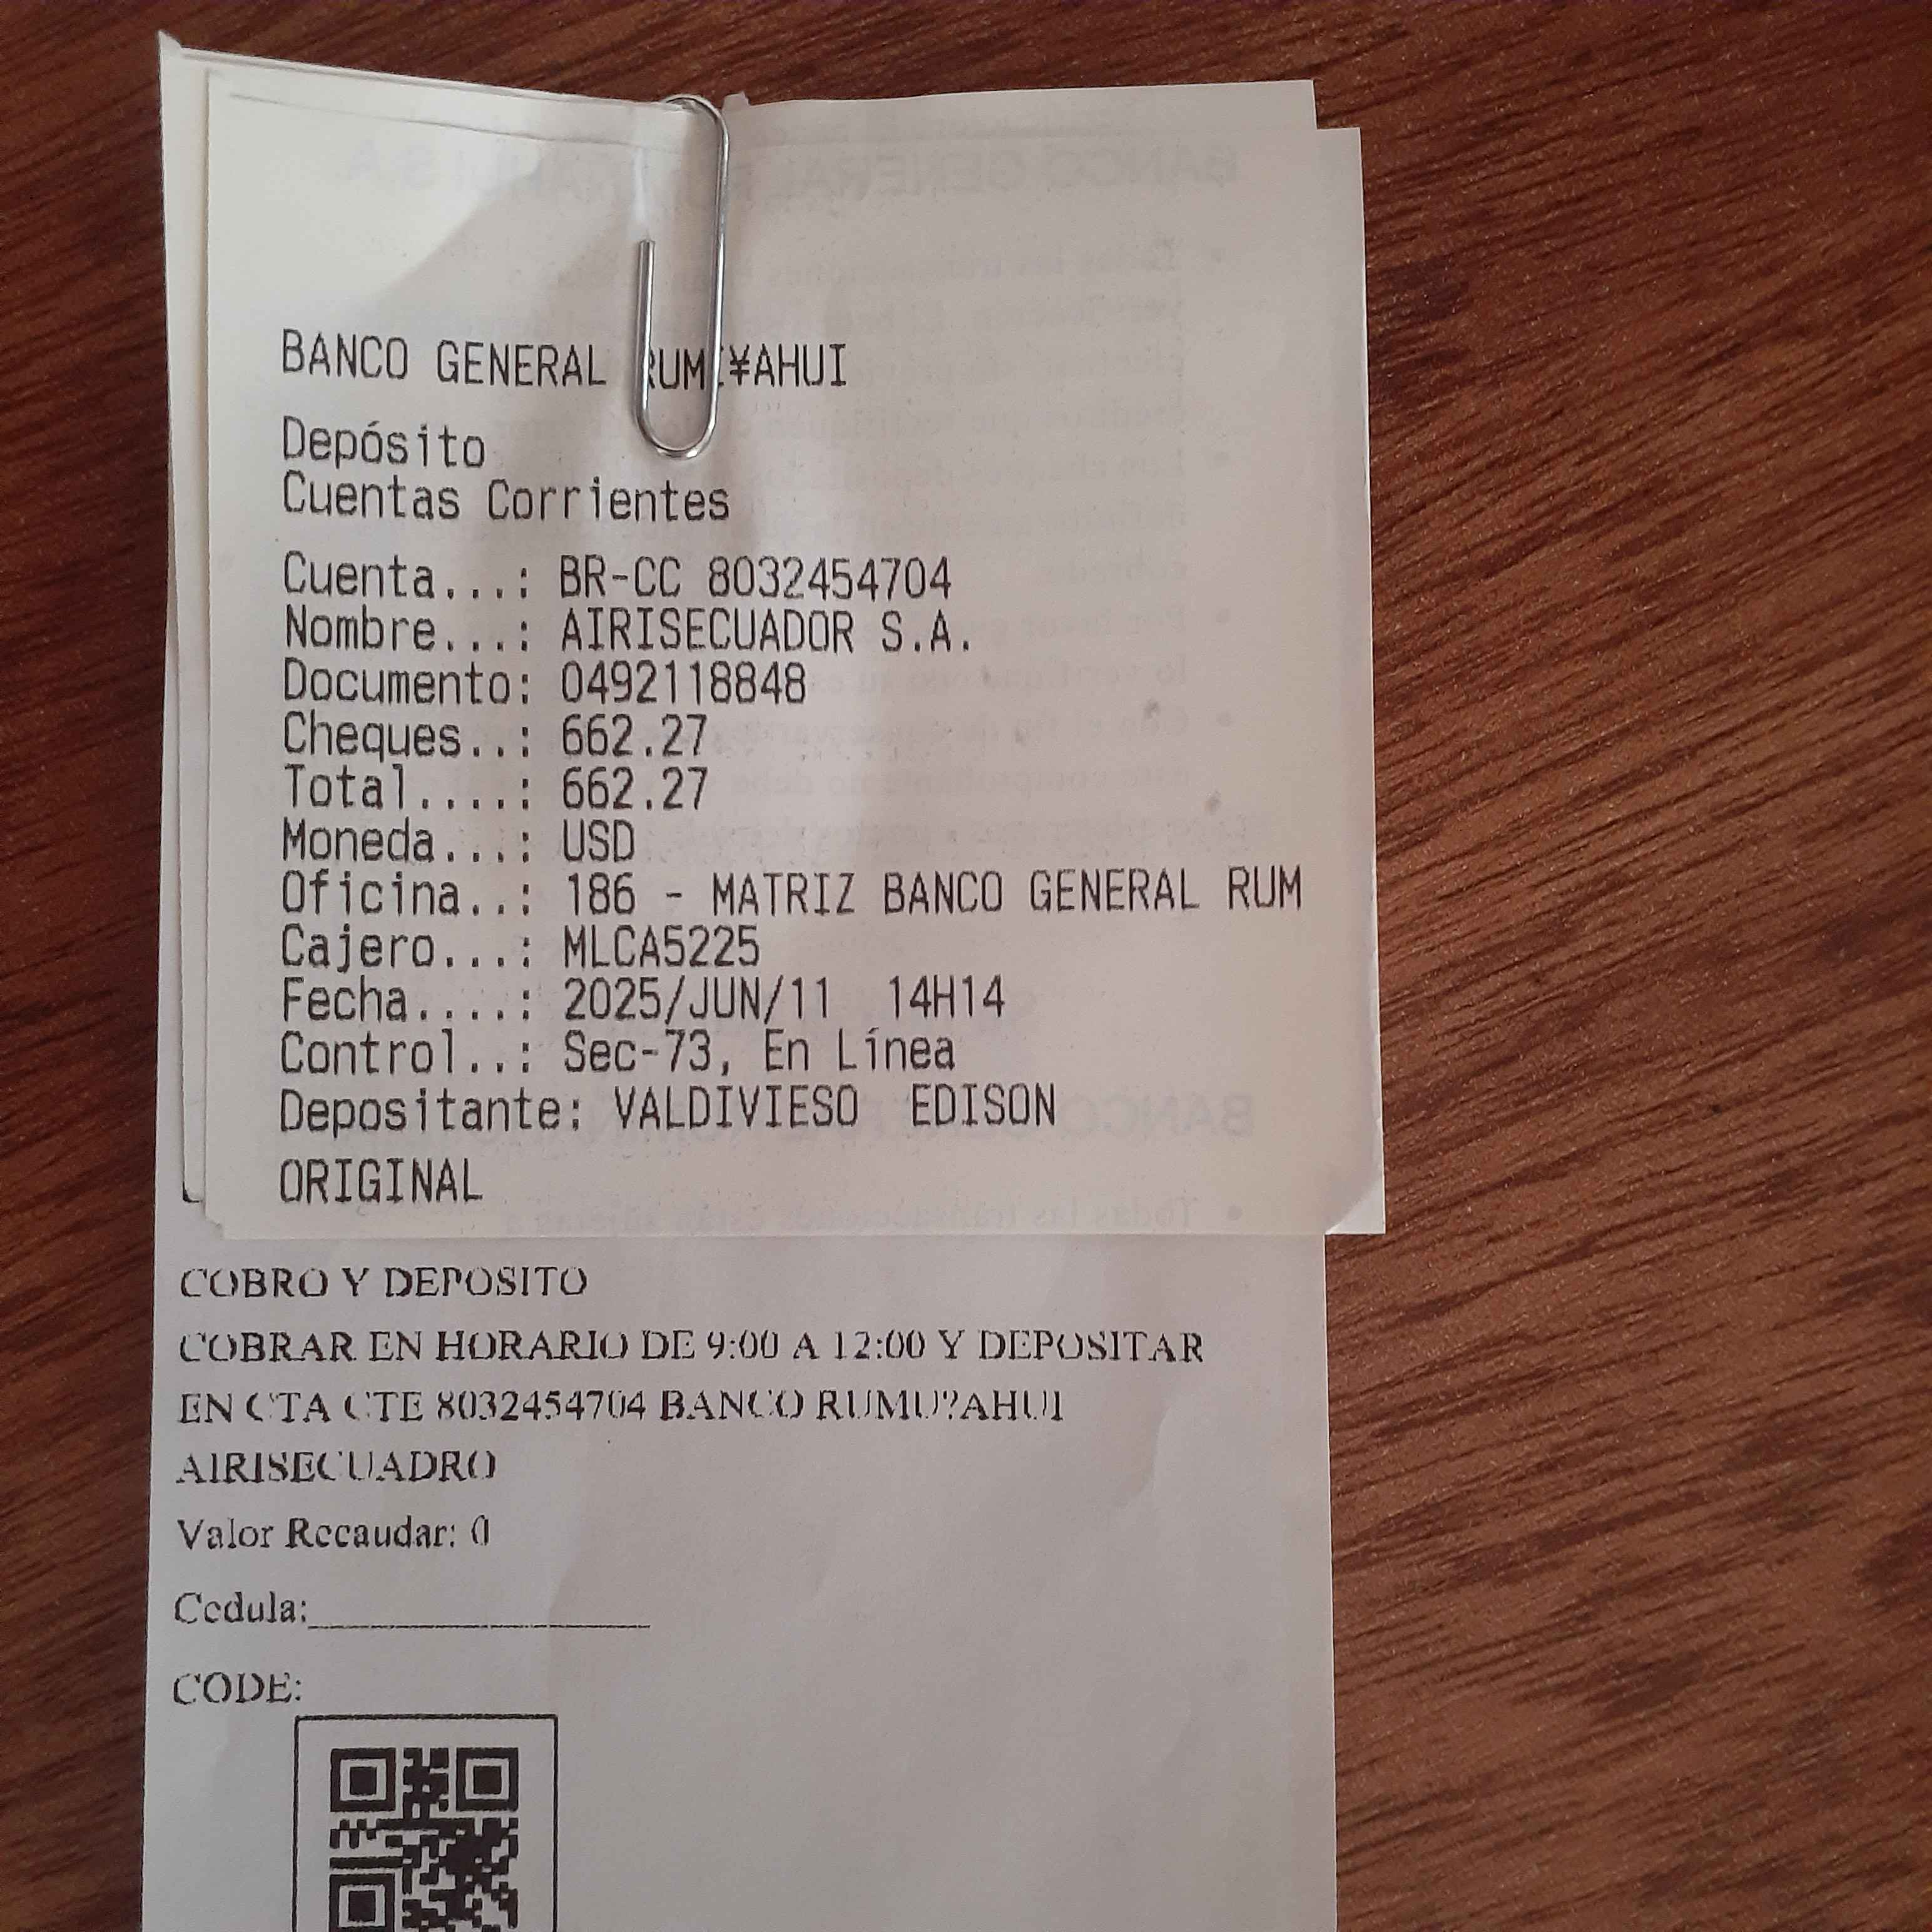 BANCO GENERAL RUMI¥AHUI
Depósito
Cuentas Corrientes
Cuenta...: BR-CC 8032454704
Nombre...: AIRISECUADOR S.A.
Documento: 0492118848
Cheques..: 662.27
Total....: 662.27
Moneda...: USD
Oficina..: 186 - MATRIZ BANCO GENERAL RUM
Cajero...: MLCA5225
Fecha....: 2025/JUN/11 14H14
Control..: Sec-73, En Línea
Depositante: VALDIVIESO EDISON
ORIGINAL
COBRO Y DEPOSITO
COBRAR EN HORARIO DE 9:00 A 12:00 Y DEPOSITAR
EN CTA CTE 8032454704 BANCO RUMU?AHUI
AIRISECUADRO
Valor Recaudar: 0
Cedula:
CODE: